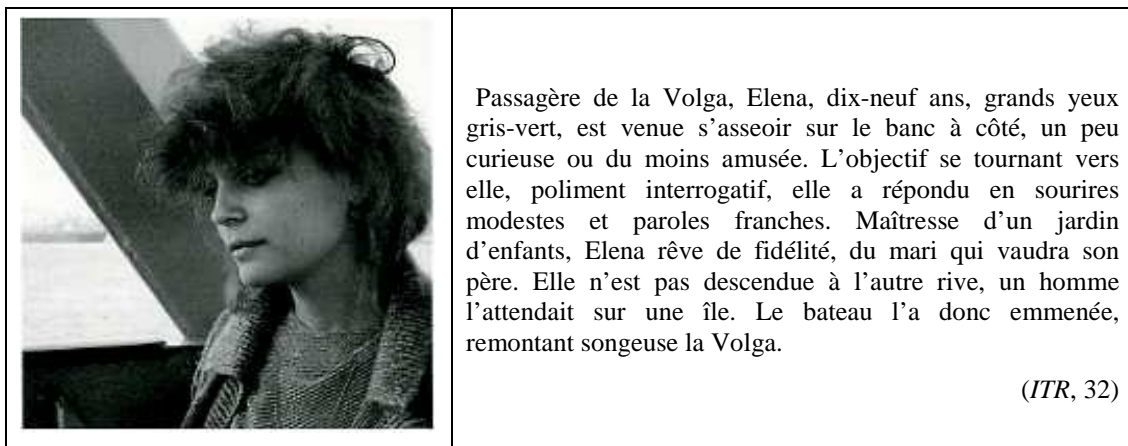 Passagère de la Volga, Elena, dix-neuf ans, grands yeux
gris-vert, est venue s’asseoir sur le banc à côté, un peu
curieuse ou du moins amusée. L’objectif se tournant vers
elle, poliment interrogatif, elle a répondu en sourires
modestes et paroles franches. Maîtresse d’un jardin
d’enfants, Elena rêve de fidélité, du mari qui vaudra son
père. Elle n’est pas descendue à l’autre rive, un homme
l’attendait sur une île. Le bateau l’a donc emmenée,
remontant songeuse la Volga.
(ITR, 32)